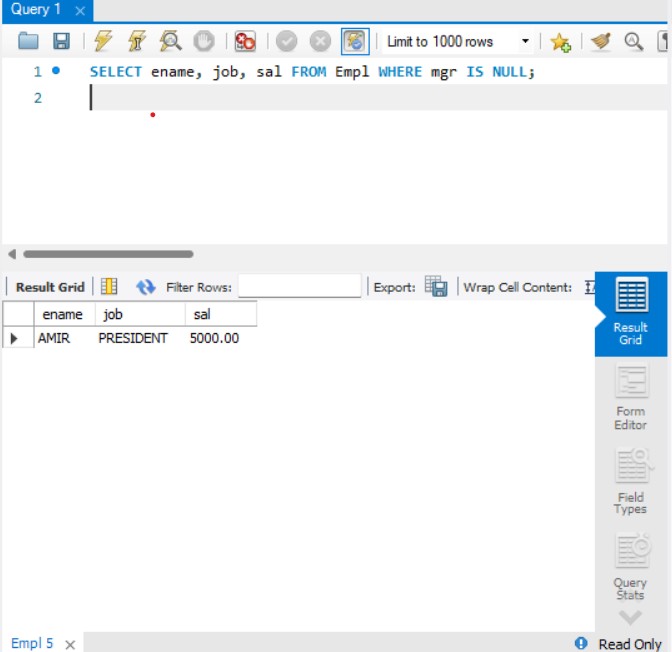 Query 1
Limit to 1000 rows
1 SELECT ename, job, sal FROM Empl WHERE mgr IS NULL;
2
Result Grid Filter Rows: Export: Wrap Cell Content:
ename job sal
AMIR PRESIDENT 5000.00
Result
Grid
Form
Editor
Field
Types
Query
Stats
Empl 5 Read Only